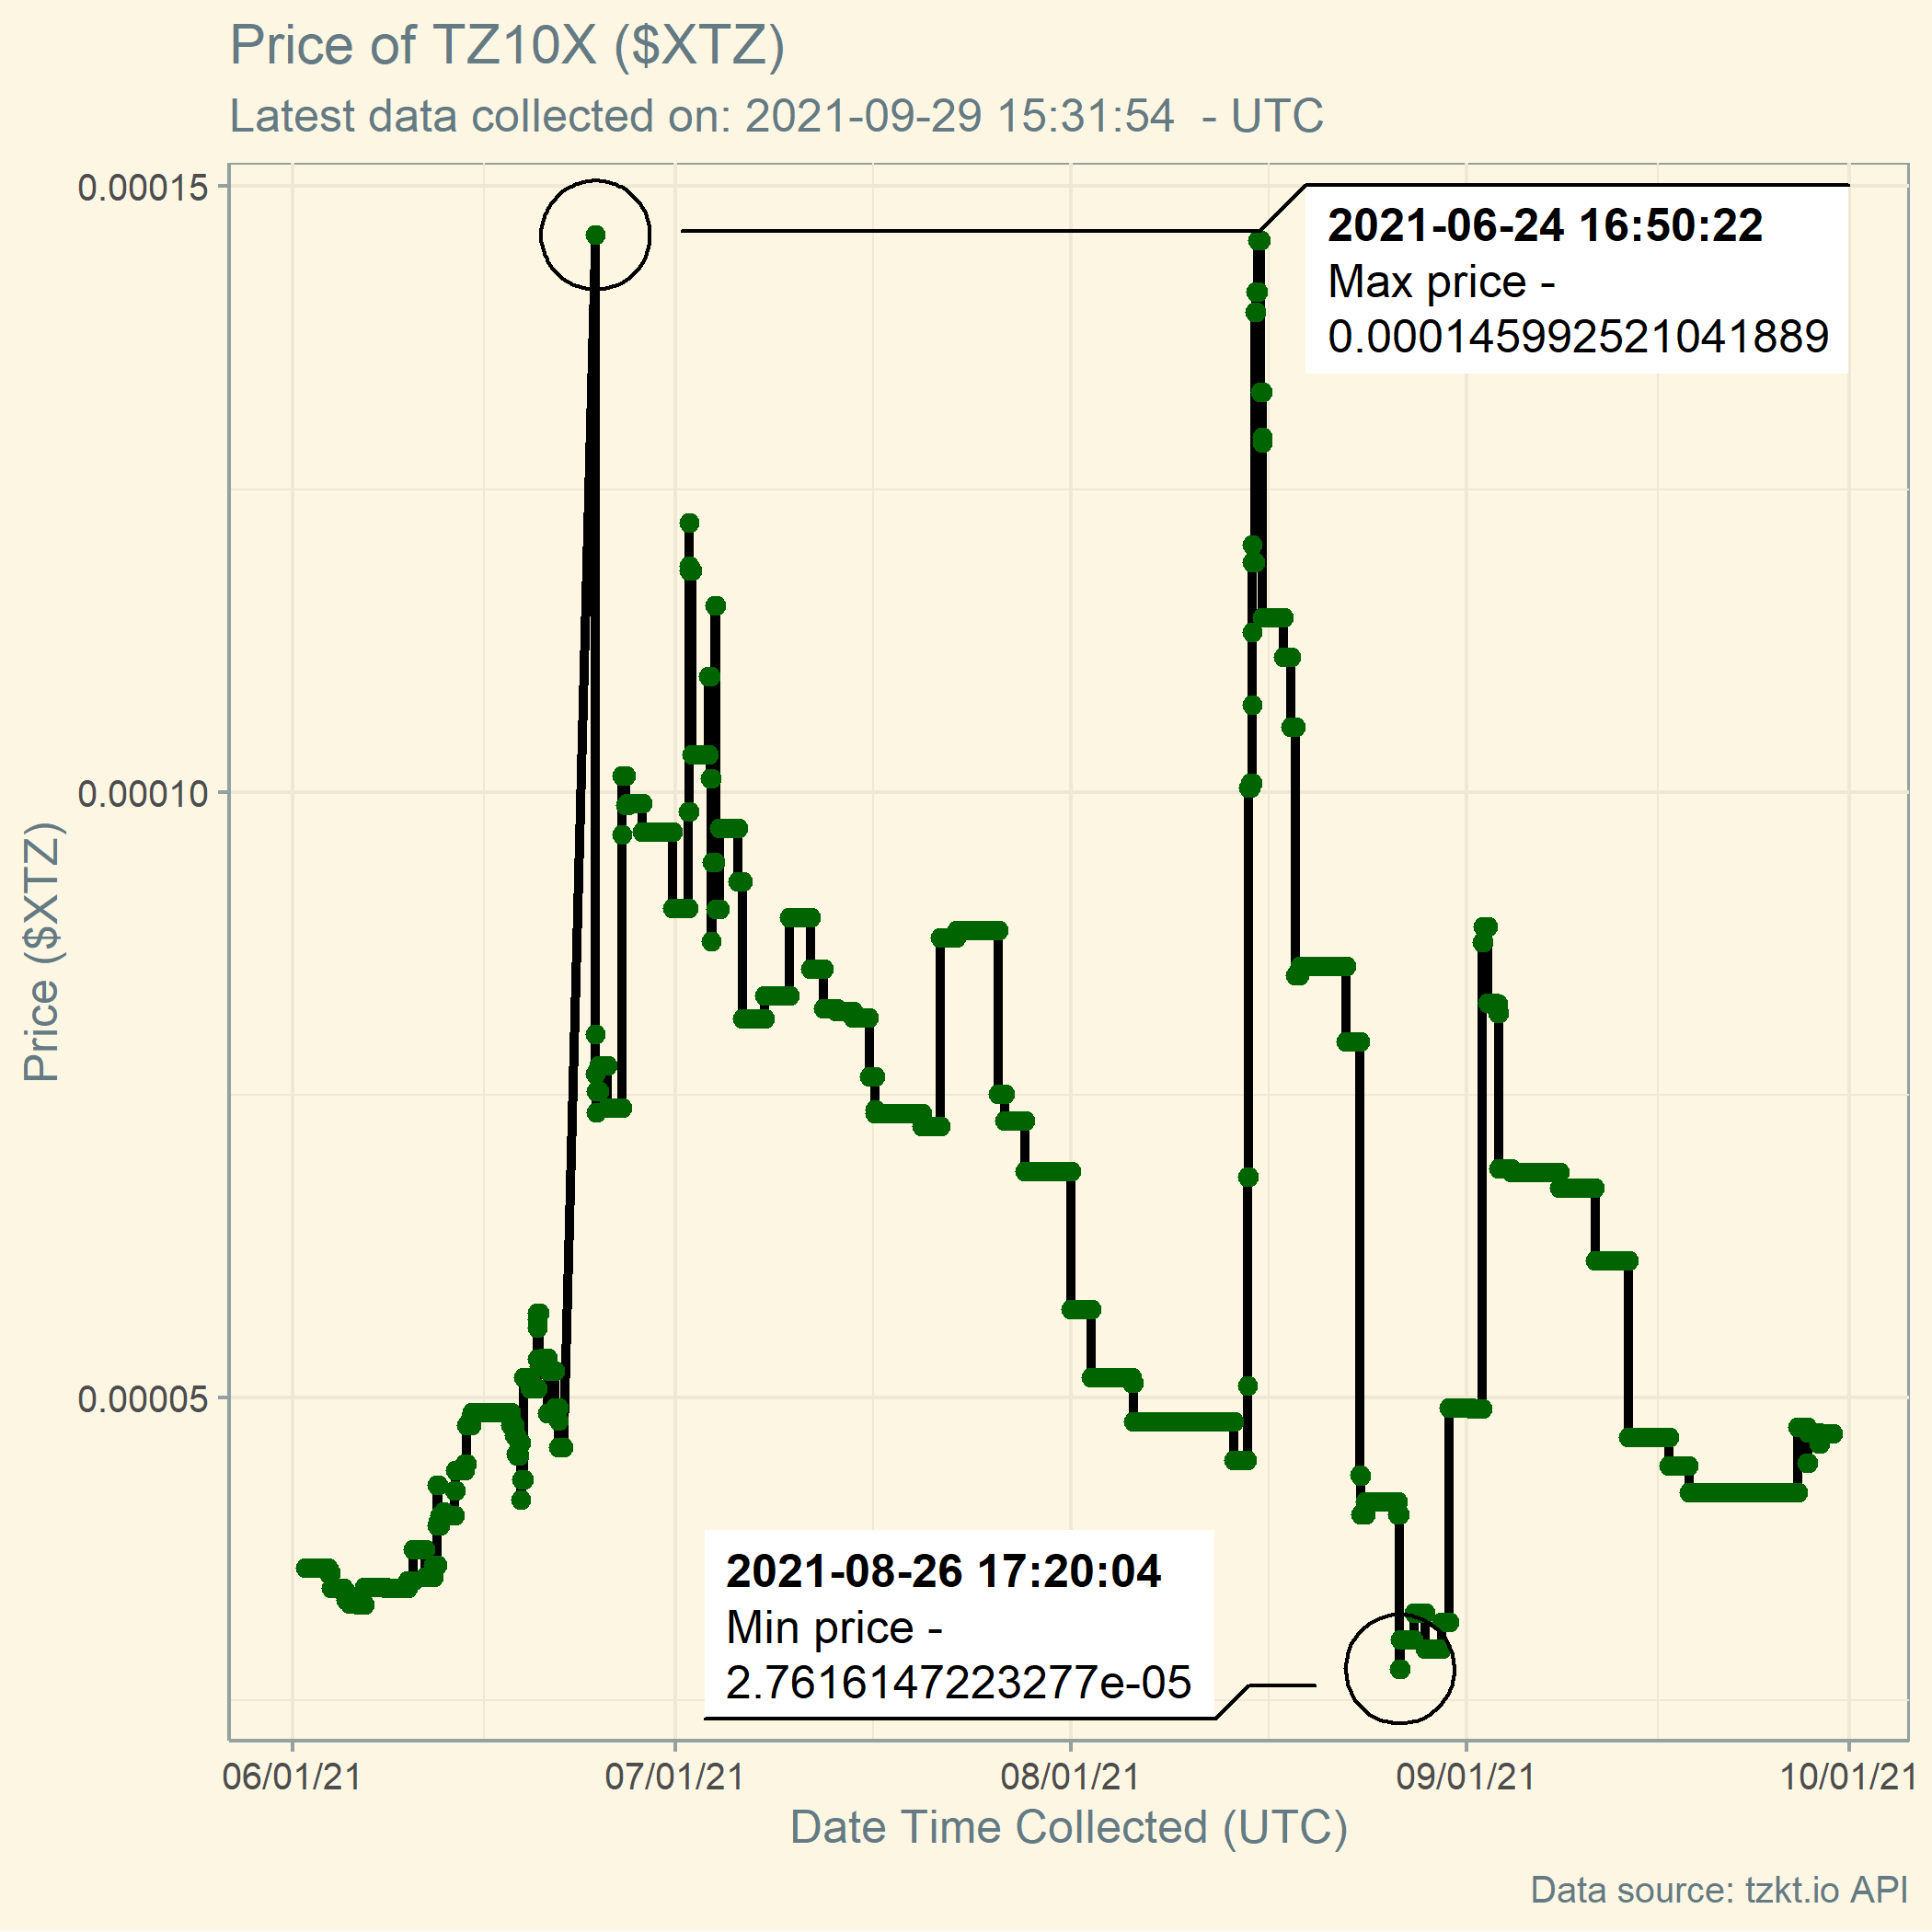 Price of TZ10X ($XTZ)
Latest data collected on: 2021-09-29 15:31:54  - UTC
0.00015
2021-06-24 16:50:22
Max price -
0.000145992521041889
0.00010
Price ($XTZ)
0.00005
2021-08-26 17:20:04
Min price -
2.7616147223277e-05
06/01/21
07/01/21
08/01/21
09/01/21
10/01/21
Date Time Collected (UTC)
Data source: tzkt.io API